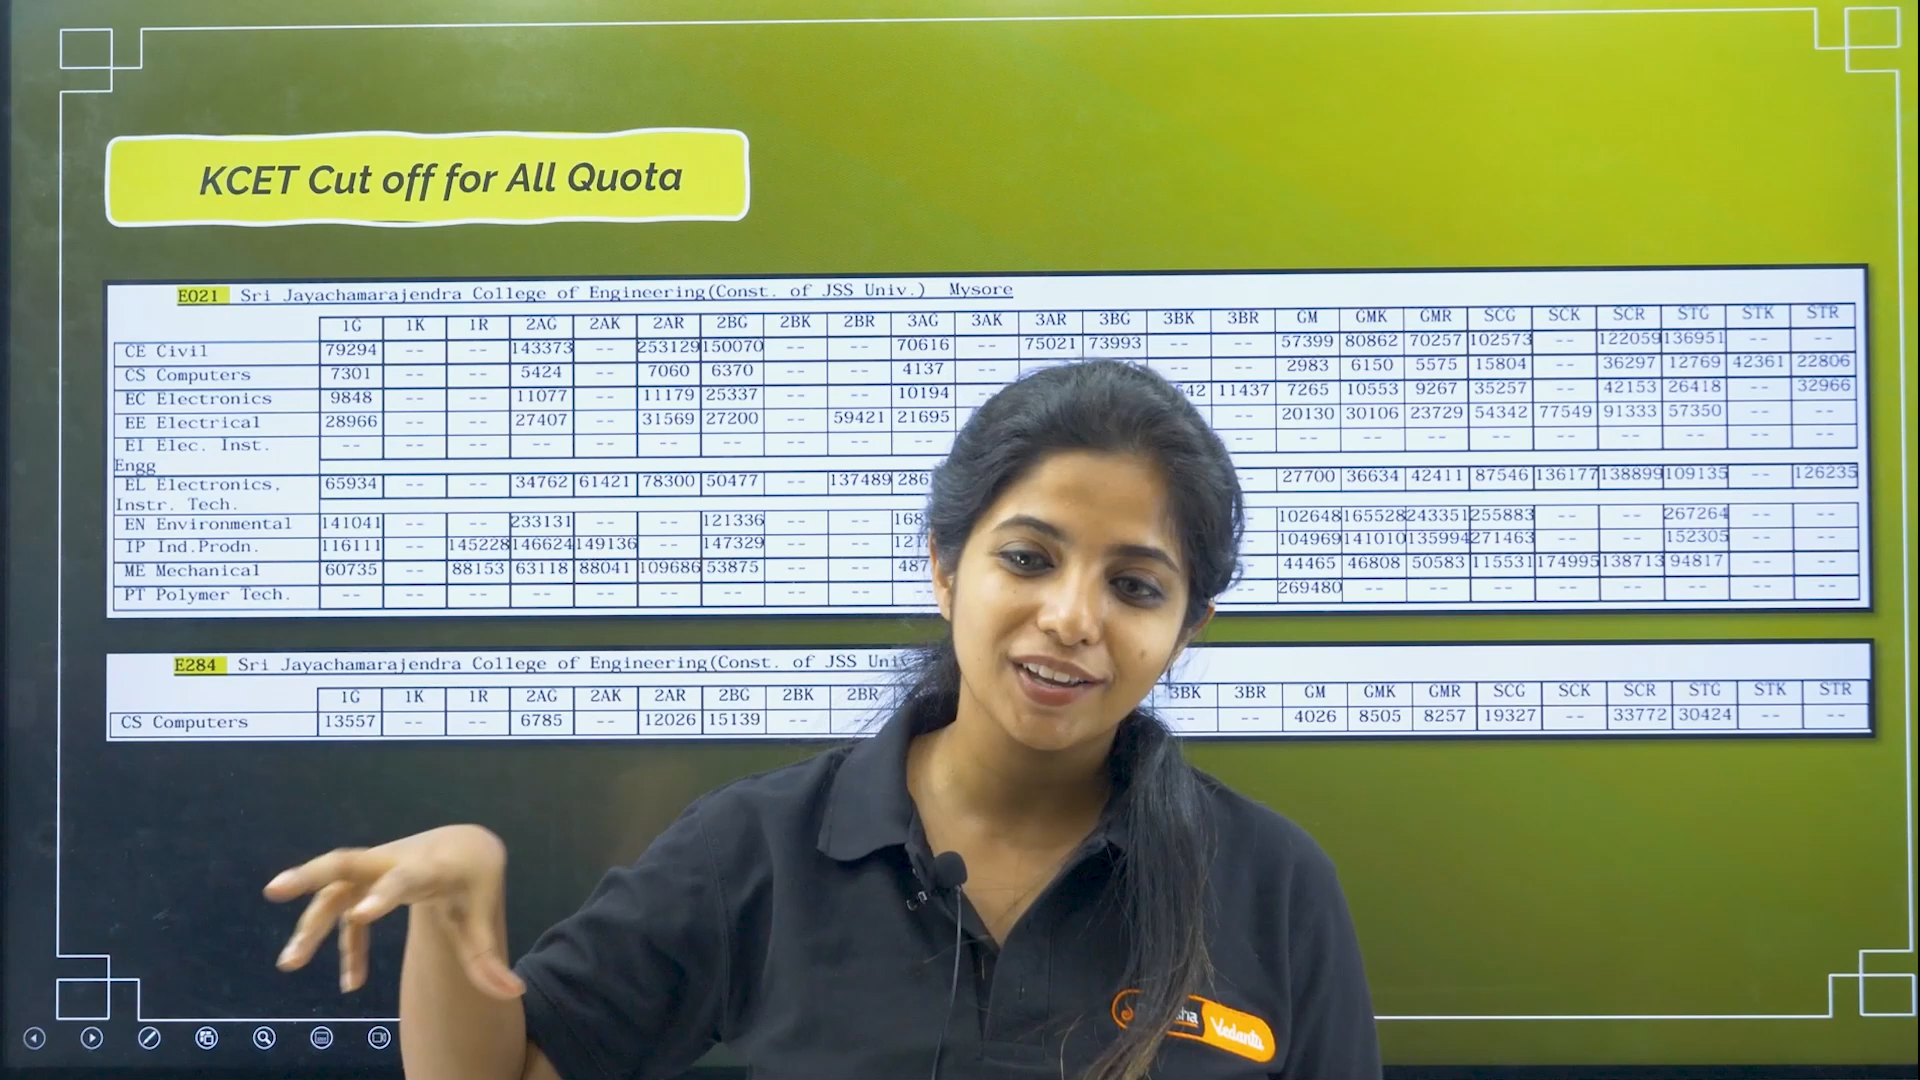 KCET Cut off for All Quota
E021 Sri Jayachamarajendra College of Engineering(Const. of JSS Univ.) Mysore
1G 1K 1R 2AG 2AK 2AR 2BG 2BK 2BR 3AG 3AK 3AR 3BG 3BK 3BR GM GMK GMR SCG SCK SCR STG STK STR
CE Civil 79294 -- -- 143373 -- 253129 150070 -- -- 70616 -- 75021 73993 -- -- 57399 80862 70257 102573 -- 122059 136951 -- --
CS Computers 7301 -- -- 5424 -- 7060 6370 -- -- 4137 2983 6150 5575 15804 -- 36297 12769 42361 22806
EC Electronics 9848 -- -- 11077 -- 11179 25337 -- -- 10194 -- 11437 7265 10553 9267 35257 -- 42153 26418 -- 32966
EE Electrical 28966 -- -- 27407 -- 31569 27200 -- 59421 21695 -- 20130 30106 23729 54342 77549 91333 57350 -- --
EI Elec. Inst. -- -- -- -- -- -- -- -- -- -- -- -- -- -- -- -- -- -- -- --
Engg
EL Electronics, 65934 -- -- 34762 61421 78300 50477 -- 137489 -- 27700 36634 42411 87546 136177 138899 109135 -- 126235
Instr. Tech.
EN Environmental 141041 -- -- 233131 -- -- 121336 -- -- -- 102648 165528 243351 255883 -- -- 267264 -- --
IP Ind.Prodn. 116111 -- 145228 146624 149136 -- 147329 -- -- -- 104969 141010 135994 271463 -- -- 152305 -- --
ME Mechanical 60735 -- 88153 63118 88041 109686 53875 -- -- -- 44465 46808 50583 115531 174995 138713 94817 -- --
PT Polymer Tech. -- -- -- -- -- -- -- -- -- -- -- 269480 -- -- -- -- -- -- -- --
E284 Sri Jayachamarajendra College of Engineering(Const. of JSS Univ
1G 1K 1R 2AG 2AK 2AR 2BG 2BK 2BR 3BK 3BR GM GMK GMR SCG SCK SCR STG STK STR
CS Computers 13557 -- -- 6785 -- 12026 15139 -- -- -- -- 4026 8505 8257 19327 -- 33772 30424 -- --
Vedantu